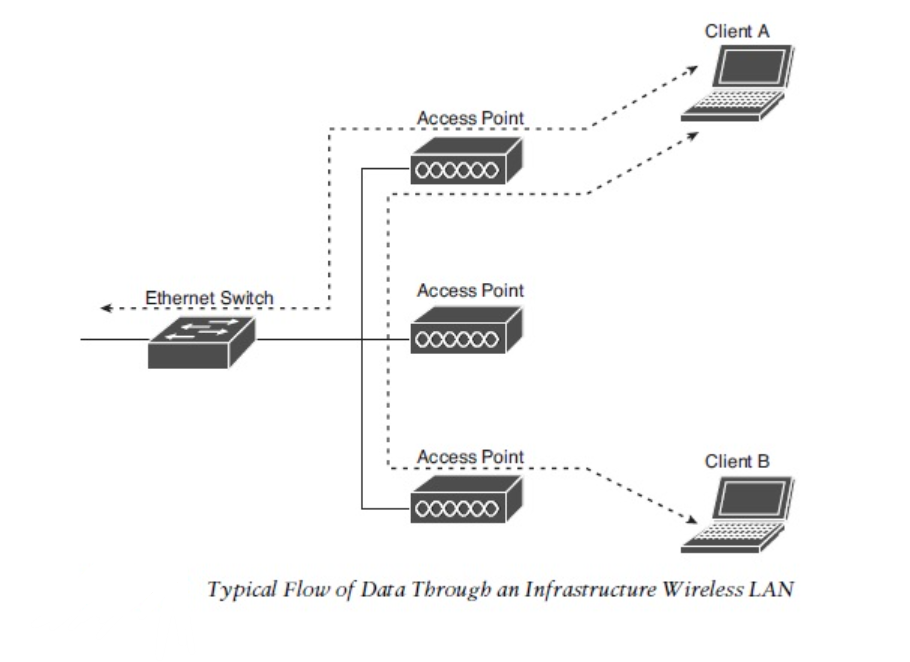 Client A
Access Point
Ethernet Switch
Access Point
Access Point
Client B
Typical Flow of Data Through an Infrastructure Wireless LAN